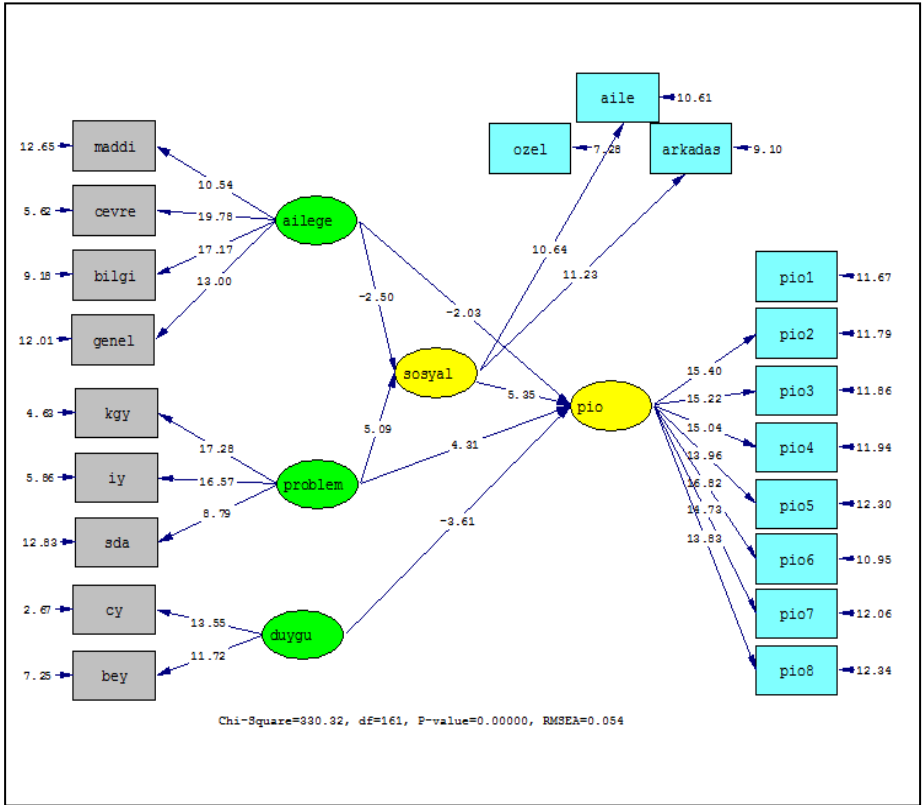 aile
10.61
ozel
7.28
arkadas
9.10
12.65
maddi
10.54
5.62
cevre
19.78
ailege
9.18
bilgi
17.17
13.00
12.01
genel
-2.50
-2.03
10.64
11.23
sosyal
5.35
pio
5.09
4.31
4.63
kgy
17.28
5.86
iy
16.57
problem
12.83
sda
8.79
-3.61
2.67
cy
13.55
duygu
7.25
bey
11.72
pio1
11.67
15.40
pio2
11.79
15.22
pio3
11.86
15.04
pio4
11.94
13.96
pio5
12.30
16.82
pio6
10.95
14.73
pio7
12.06
13.83
pio8
12.34
Chi-Square=330.32, df=161, P-value=0.00000, RMSEA=0.054